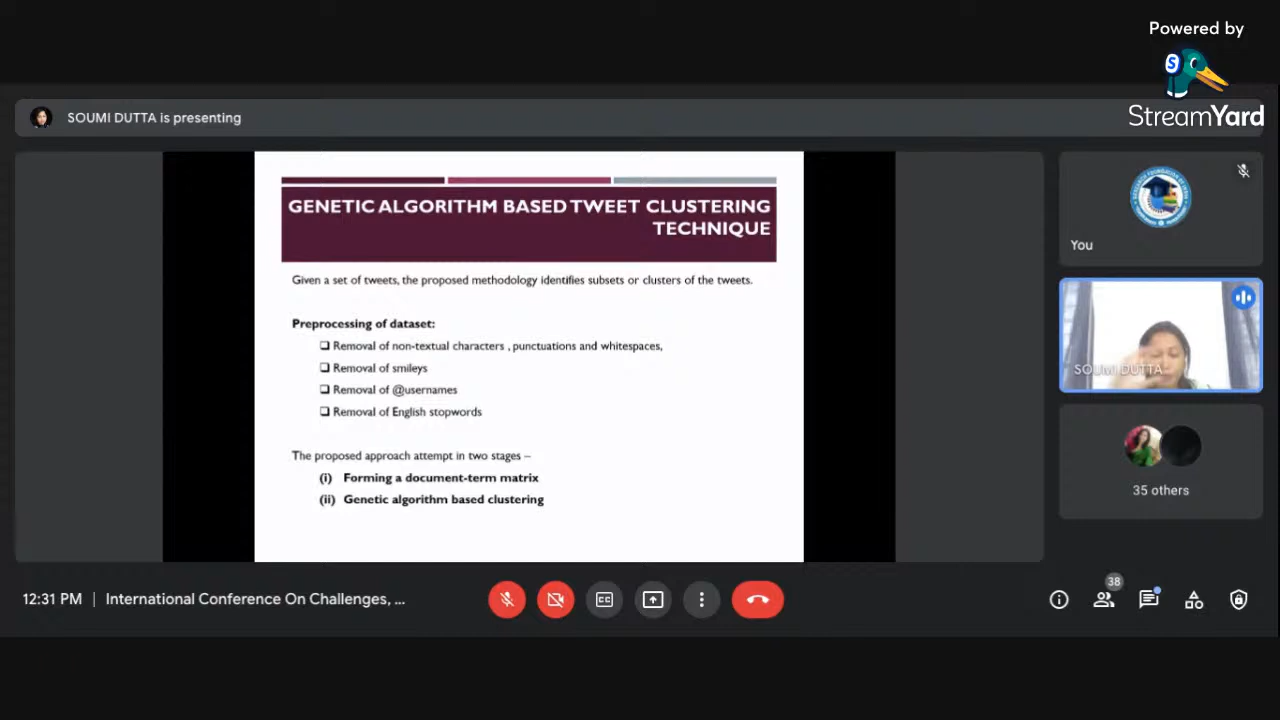 Powered by
StreamYard
SOUMI DUTTA is presenting
GENETIC ALGORITHM BASED TWEET CLUSTERING
TECHNIQUE
Given a set of tweets, the proposed methodology identifies subsets or clusters of the tweets.
Preprocessing of dataset:
Removal of non-textual characters , punctuations and whitespaces,
Removal of smileys
Removal of @usernames
Removal of English stopwords
The proposed approach attempt in two stages –
(i) Forming a document-term matrix
(ii) Genetic algorithm based clustering
You
SOUMI DUTTA
35 others
12:31 PM | International Conference On Challenges, ...
CC
38